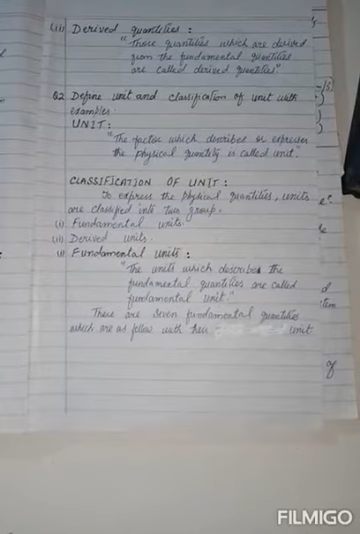 (ii) Derived quantities :
"Those quantities which are derived
from the fundamental quantities
are called derived quantities"
Q2 Define unit and classification of unit with
examples.
UNIT :
"The factor which describes or expresses
the physical quantity is called unit."
CLASSIFICATION OF UNIT :
To express the physical quantities, units
are classified into two group.
(i) Fundamental units.
(ii) Derived units.
(i) Fundamental units :
"The units which describes the
fundamental quantities are called
fundamental unit."
There are seven fundamental quantities
which are as follow with their unit
FILMIGO